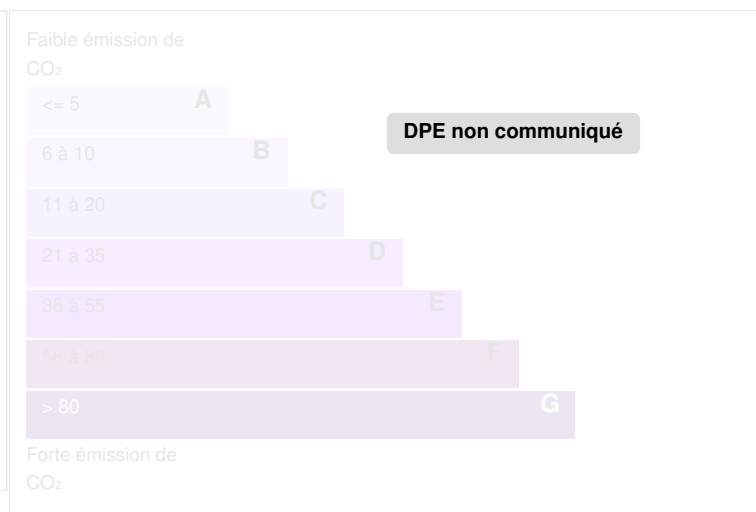 Faible émission de
CO₂
<= 5 A
DPE non communiqué
6 à 10 B
11 à 20 C
21 à 35 D
36 à 55 E
56 à 80 F
> 80 G
Forte émission de
CO₂